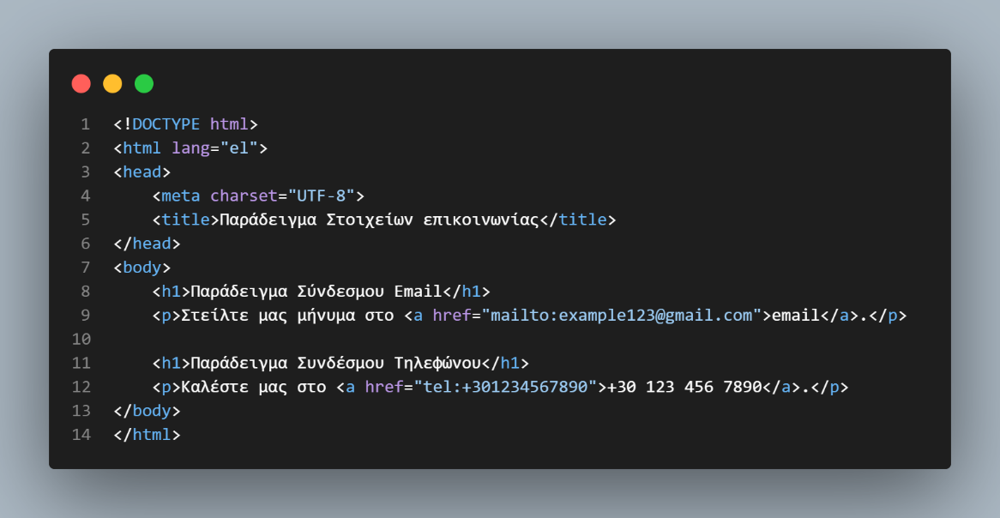 1 <!DOCTYPE html>
2 <html lang="el">
3 <head>
4     <meta charset="UTF-8">
5     <title>Παράδειγμα Στοιχείων επικοινωνίας</title>
6 </head>
7 <body>
8     <h1>Παράδειγμα Σύνδεσμου Email</h1>
9     <p>Στείλτε μας μήνυμα στο <a href="mailto:example123@gmail.com">email</a>.</p>
10
11     <h1>Παράδειγμα Συνδέσμου Τηλεφώνου</h1>
12     <p>Καλέστε μας στο <a href="tel:+301234567890">+30 123 456 7890</a>.</p>
13 </body>
14 </html>